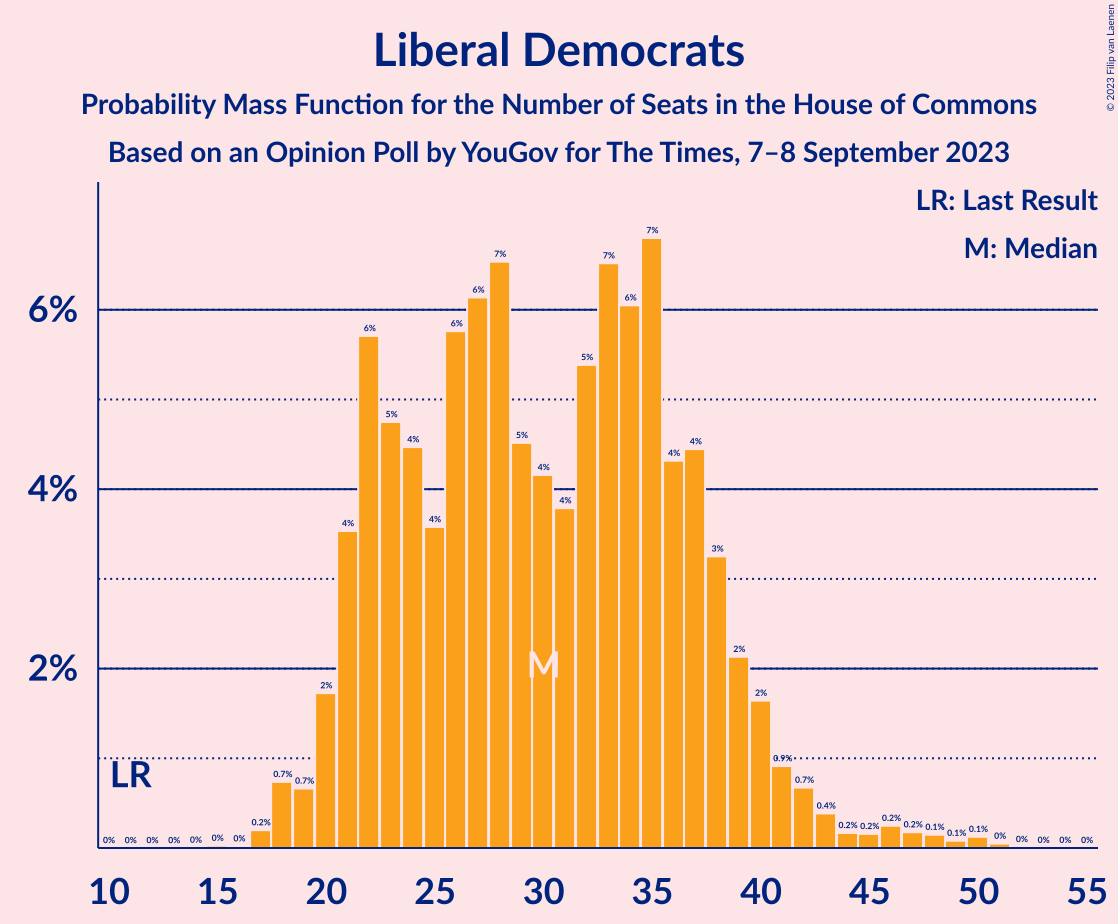 Liberal Democrats
Probability Mass Function for the Number of Seats in the House of Commons
Based on an Opinion Poll by YouGov for The Times, 7–8 September 2023
© 2023 Filip van Laenen
LR: Last Result
M: Median
6%
4%
2%
0% 0% 0% 0% 0% 0% 0% 0.2% 0.7% 0.7% 2% 4% 6% 5% 4% 4% 6% 6% 7% 5% 4% 4% 5% 7% 6% 7% 4% 4% 3% 2% 2% 0.9% 0.7% 0.4% 0.2% 0.2% 0.2% 0.2% 0.1% 0.1% 0.1% 0% 0% 0% 0% 0%
M
LR
10 15 20 25 30 35 40 45 50 55